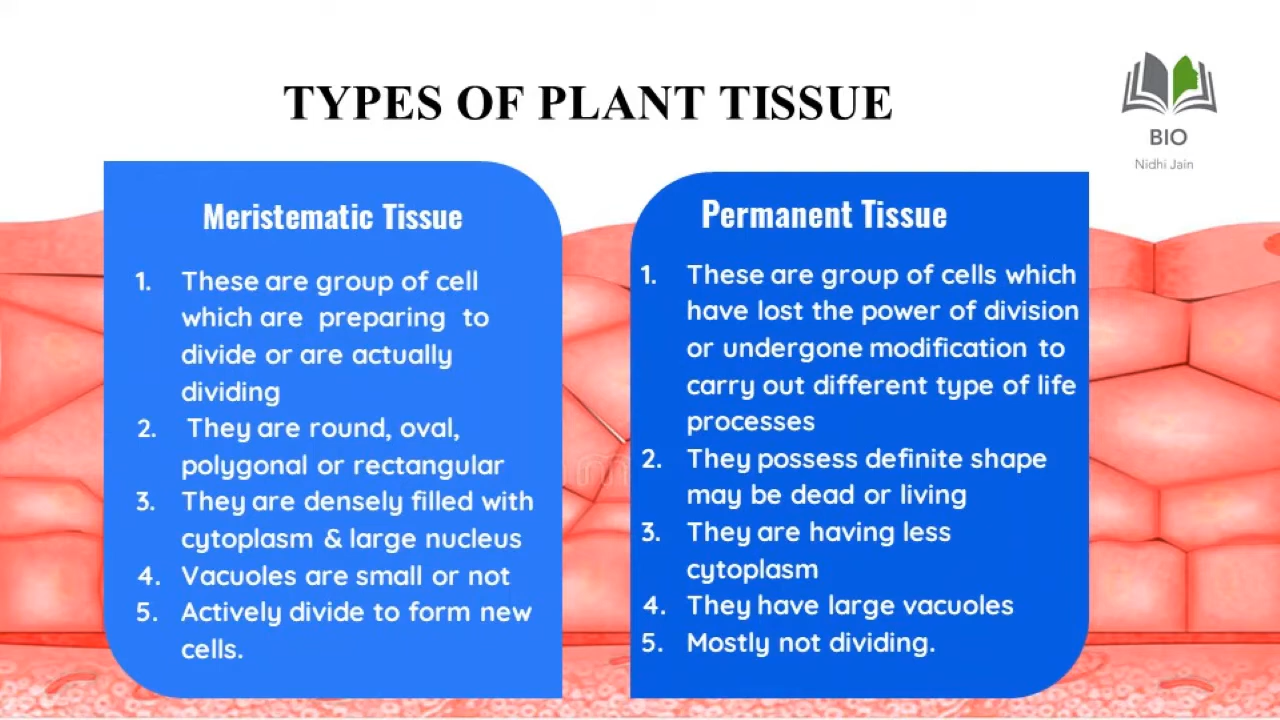 TYPES OF PLANT TISSUE
BIO
Nidhi Jain
Meristematic Tissue
1. These are group of cell
which are preparing to
divide or are actually
dividing
2. They are round, oval,
polygonal or rectangular
3. They are densely filled with
cytoplasm & large nucleus
4. Vacuoles are small or not
5. Actively divide to form new
cells.
Permanent Tissue
1. These are group of cells which
have lost the power of division
or undergone modification to
carry out different type of life
processes
2. They possess definite shape
may be dead or living
3. They are having less
cytoplasm
4. They have large vacuoles
5. Mostly not dividing.